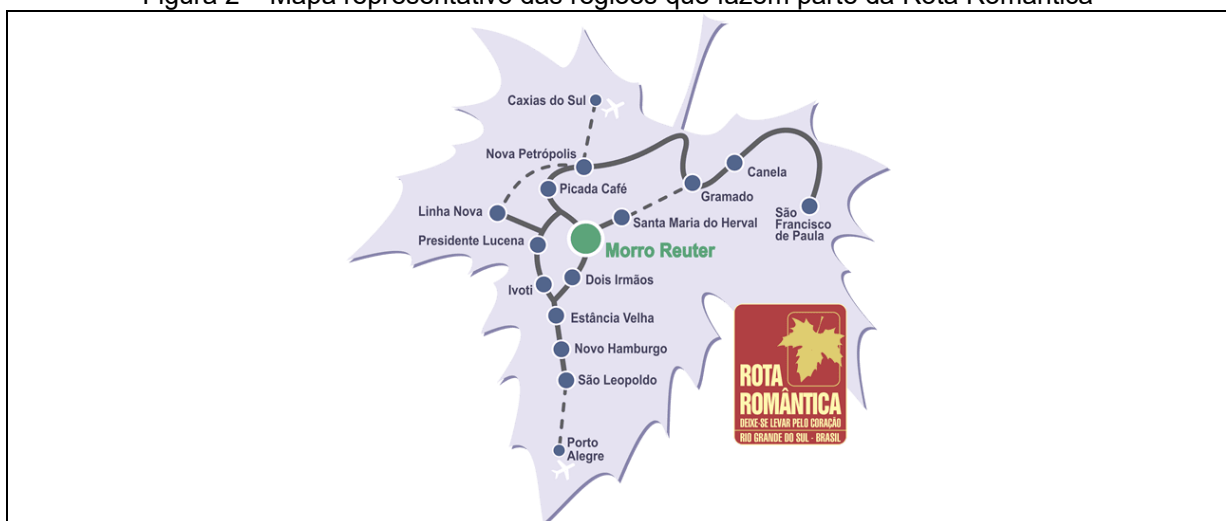 Figura 2 – Mapa representativo das regiões que fazem parte da Rota Romântica
Caxias do Sul
Nova Petrópolis
Picada Café
Canela
Gramado
Linha Nova
Santa Maria do Herval
São
Francisco
de Paula
Presidente Lucena
Morro Reuter
Dois Irmãos
Ivoti
Estância Velha
Novo Hamburgo
São Leopoldo
Porto
Alegre
ROTA
ROMÂNTICA
DEIXE-SE LEVAR PELO CORAÇÃO
RIO GRANDE DO SUL - BRASIL